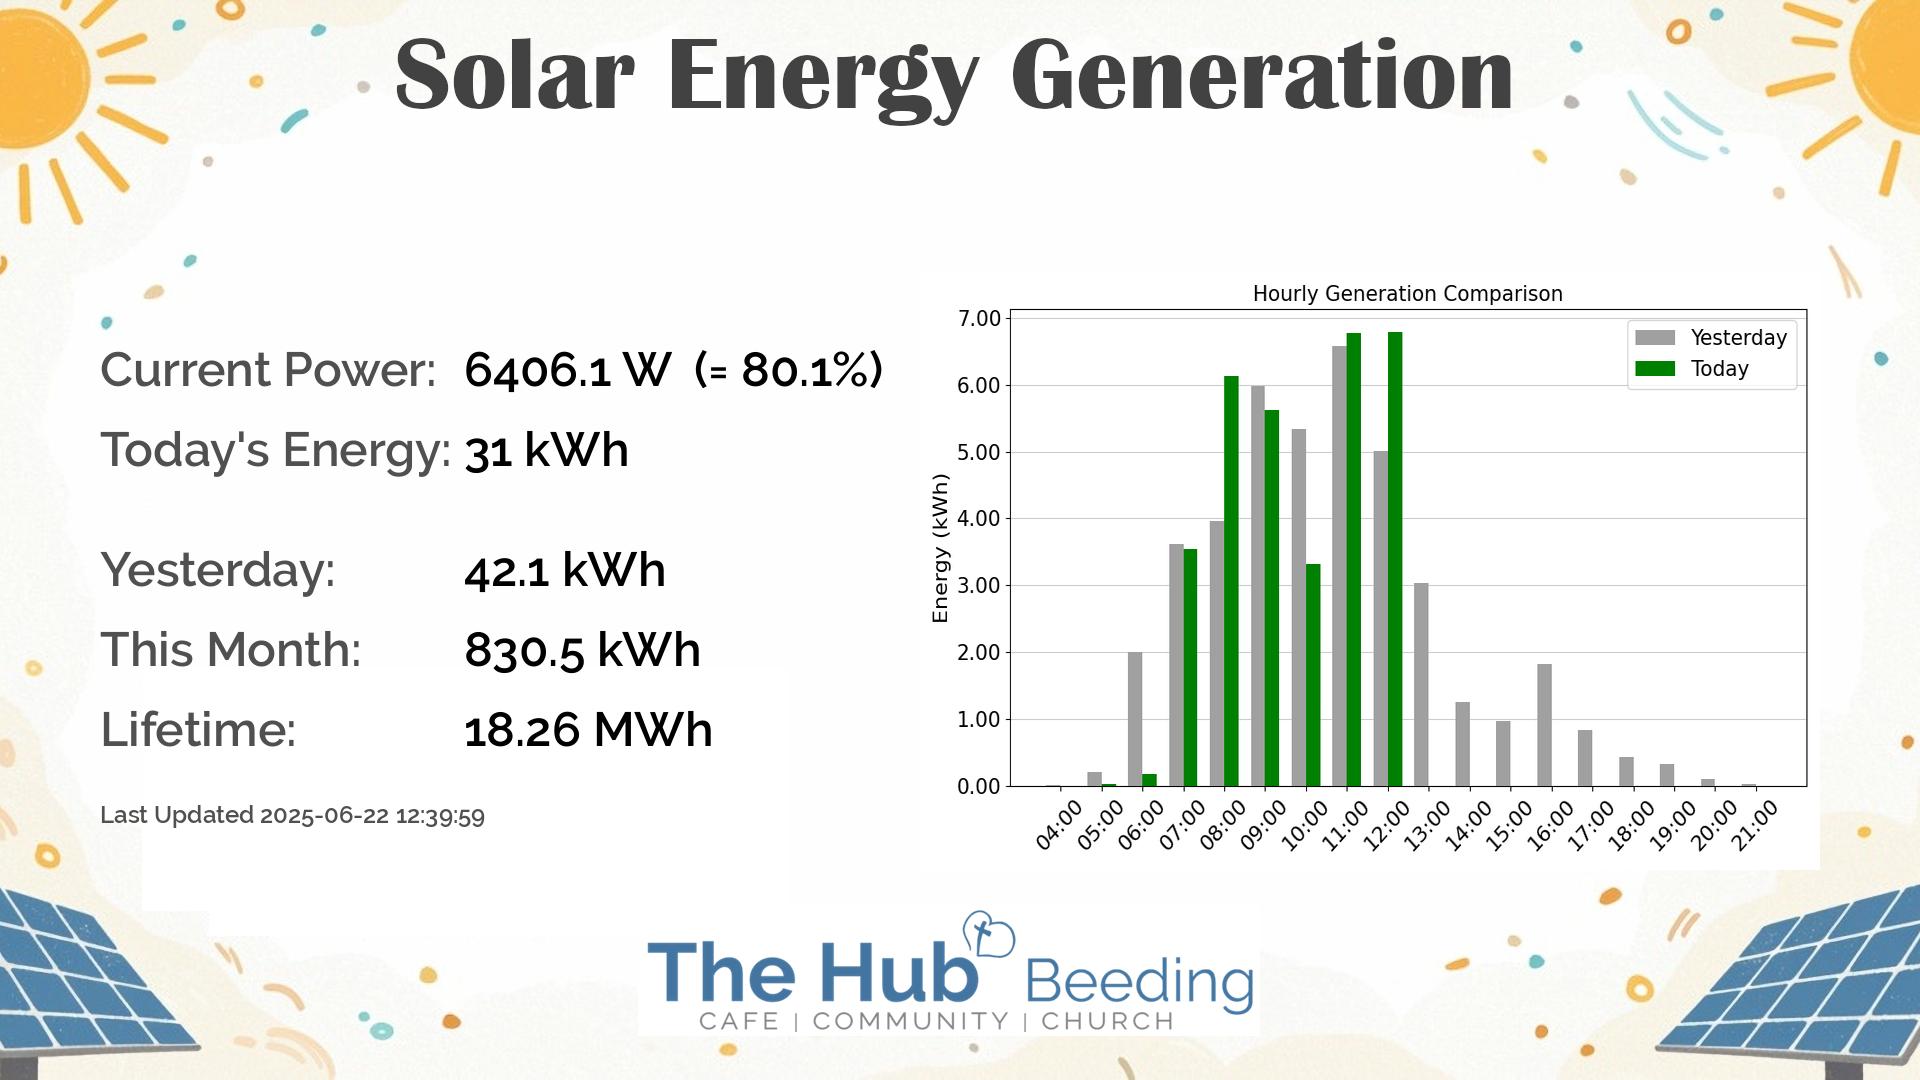 Solar Energy Generation
Current Power: 6406.1 W (= 80.1%)
Today's Energy: 31 kWh
Yesterday: 42.1 kWh
This Month: 830.5 kWh
Lifetime: 18.26 MWh
Last Updated 2025-06-22 12:39:59
Hourly Generation Comparison
Yesterday
Today
Energy (kWh)
7.00
6.00
5.00
4.00
3.00
2.00
1.00
0.00
04:00 05:00 06:00 07:00 08:00 09:00 10:00 11:00 12:00 13:00 14:00 15:00 16:00 17:00 18:00 19:00 20:00 21:00
The Hub Beeding
CAFE | COMMUNITY | CHURCH